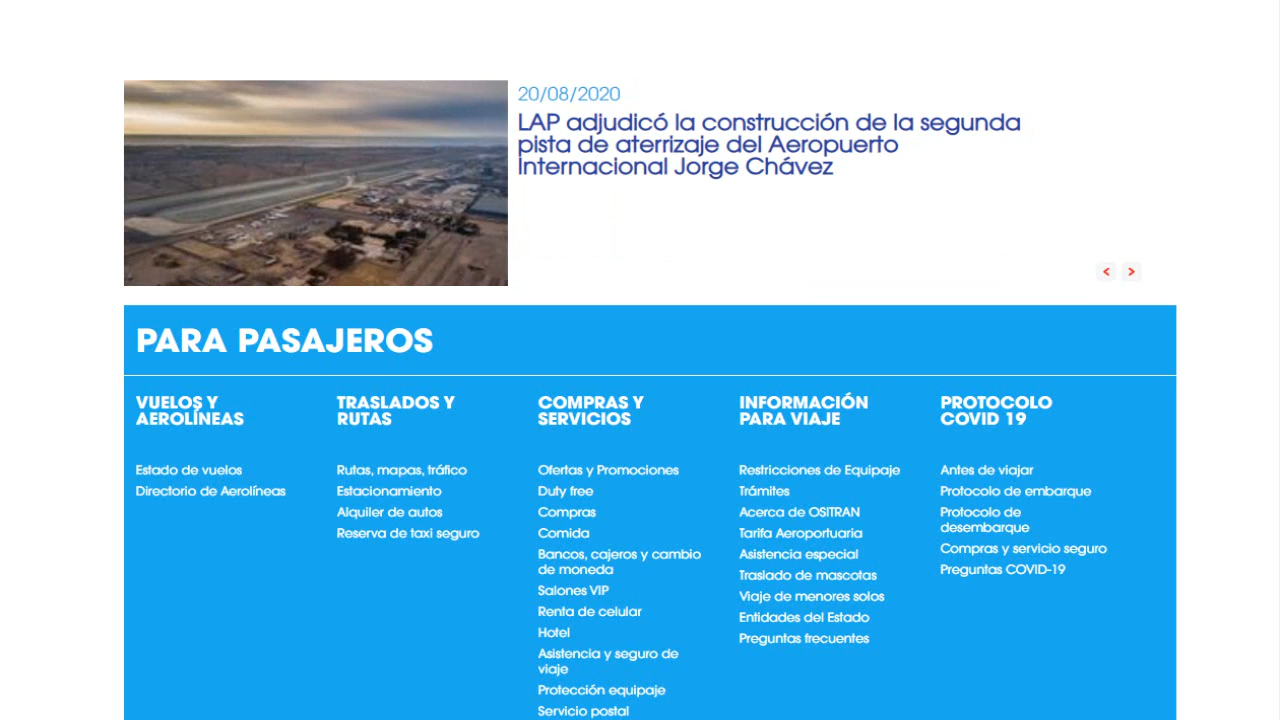 20/08/2020
LAP adjudicó la construcción de la segunda
pista de aterrizaje del Aeropuerto
Internacional Jorge Chávez
< >
PARA PASAJEROS
VUELOS Y
AEROLÍNEAS
Estado de vuelos
Directorio de Aerolíneas
TRASLADOS Y
RUTAS
Rutas, mapas, tráfico
Estacionamiento
Alquiler de autos
Reserva de taxi seguro
COMPRAS Y
SERVICIOS
Ofertas y Promociones
Duty free
Compras
Comida
Bancos, cajeros y cambio
de moneda
Salones VIP
Renta de celular
Hotel
Asistencia y seguro de
viaje
Protección equipaje
Servicio postal
INFORMACIÓN
PARA VIAJE
Restricciones de Equipaje
Trámites
Acerca de OSITRAN
Tarifa Aeroportuaria
Asistencia especial
Traslado de mascotas
Viaje de menores solos
Entidades del Estado
Preguntas frecuentes
PROTOCOLO
COVID 19
Antes de viajar
Protocolo de embarque
Protocolo de
desembarque
Compras y servicio seguro
Preguntas COVID-19